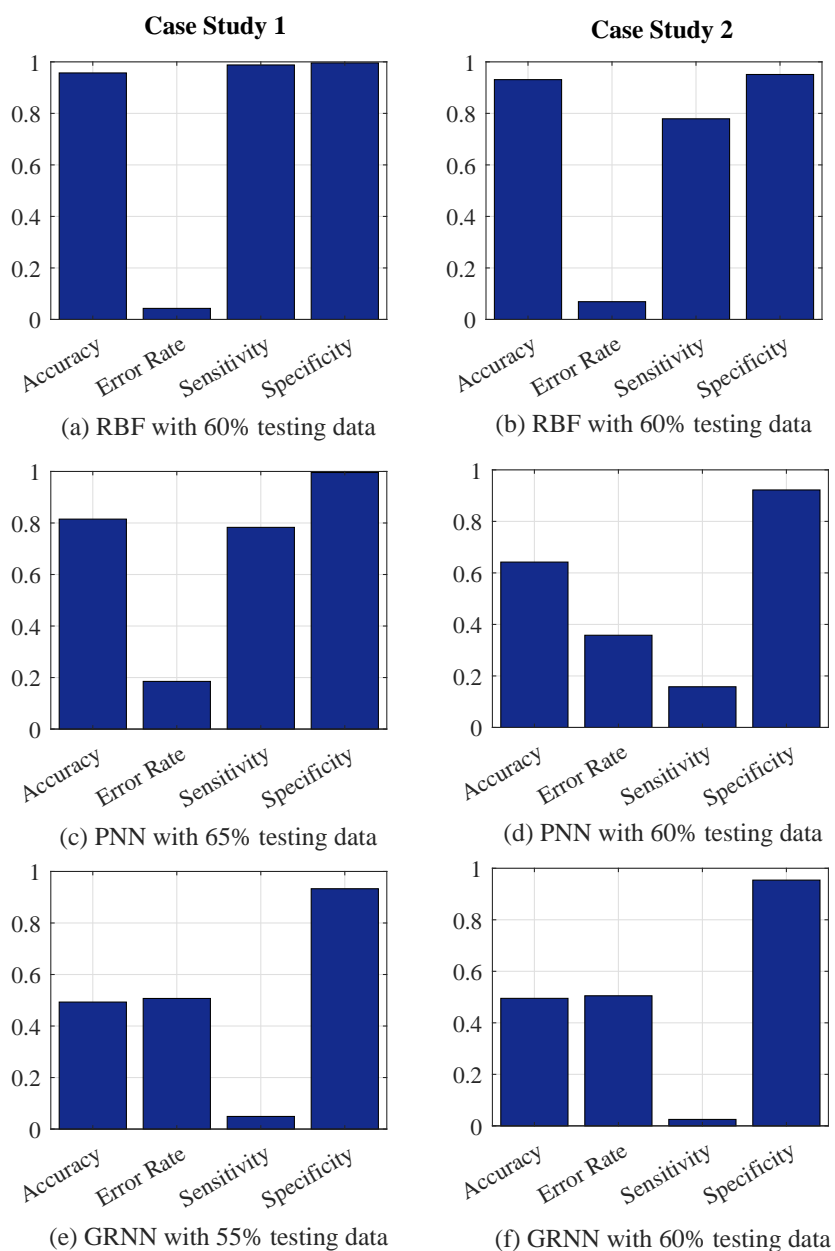 Case Study 1
Case Study 2
1
0.8
0.6
0.4
0.2
0
Accuracy
Error Rate
Sensitivity
Specificity
(a) RBF with 60% testing data
1
0.8
0.6
0.4
0.2
0
Accuracy
Error Rate
Sensitivity
Specificity
(b) RBF with 60% testing data
1
0.8
0.6
0.4
0.2
0
Accuracy
Error Rate
Sensitivity
Specificity
(c) PNN with 65% testing data
1
0.8
0.6
0.4
0.2
0
Accuracy
Error Rate
Sensitivity
Specificity
(d) PNN with 60% testing data
1
0.8
0.6
0.4
0.2
0
Accuracy
Error Rate
Sensitivity
Specificity
(e) GRNN with 55% testing data
1
0.8
0.6
0.4
0.2
0
Accuracy
Error Rate
Sensitivity
Specificity
(f) GRNN with 60% testing data